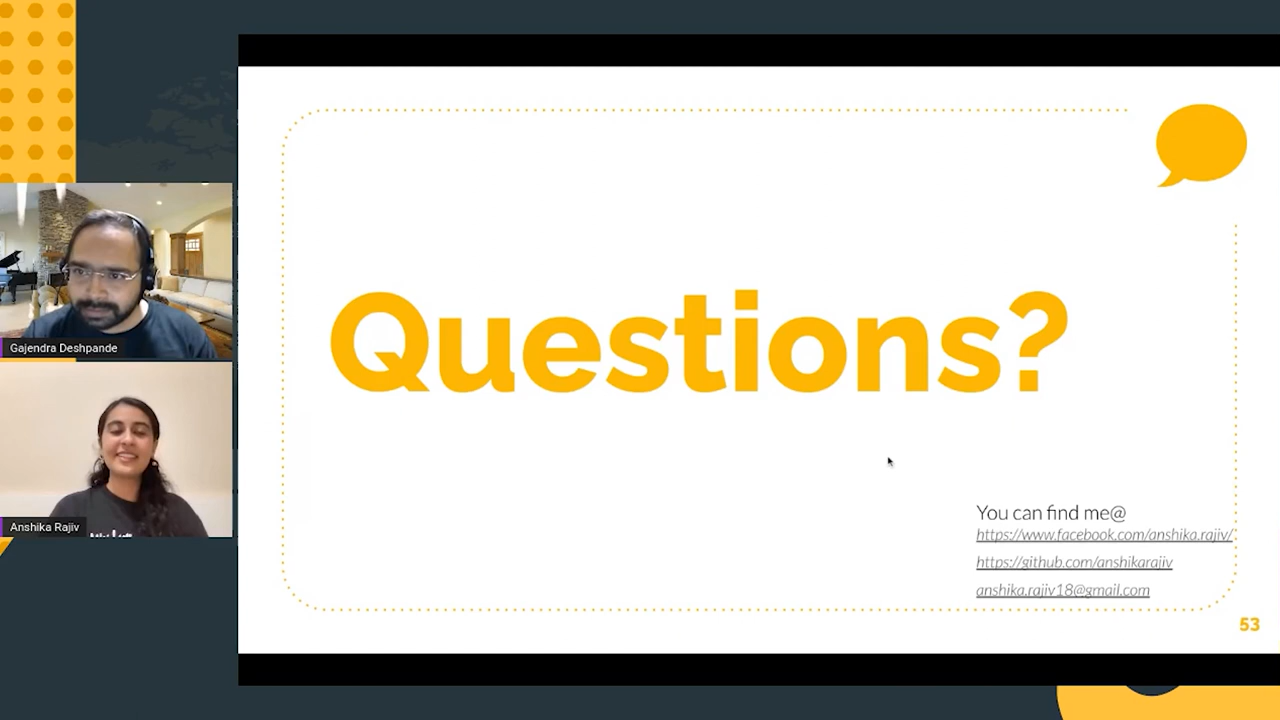 Gajendra Deshpande
Anshika Rajiv
Questions?
You can find me@
https://www.facebook.com/anshika.rajiv/
https://github.com/anshikarajiv
anshika.rajiv18@gmail.com
53